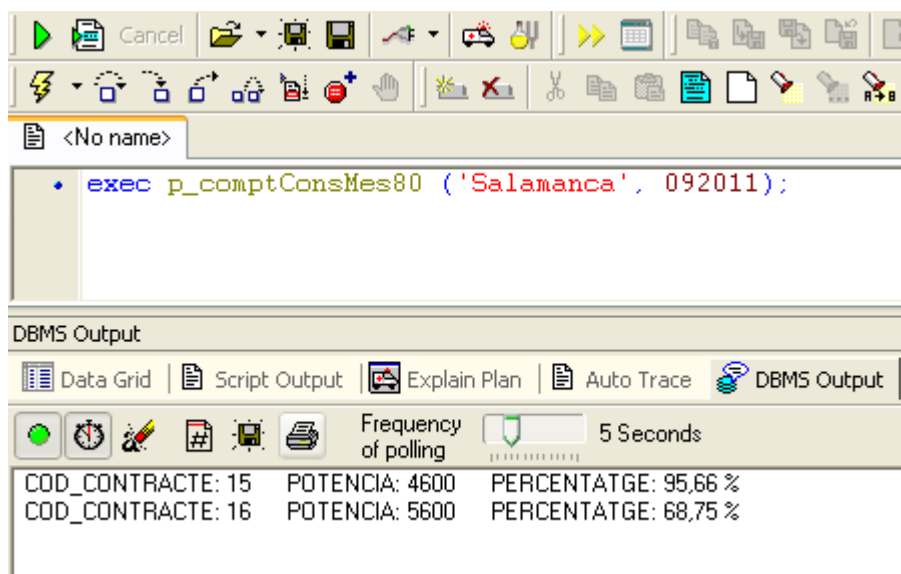 Cancel
A→B
<No name>
exec p_comptConsMes80 ('Salamanca', 092011);
DBMS Output
Data Grid Script Output Explain Plan Auto Trace DBMS Output
Frequency of polling 5 Seconds
COD_CONTRACTE: 15 POTENCIA: 4600 PERCENTATGE: 95,66 %
COD_CONTRACTE: 16 POTENCIA: 5600 PERCENTATGE: 68,75 %